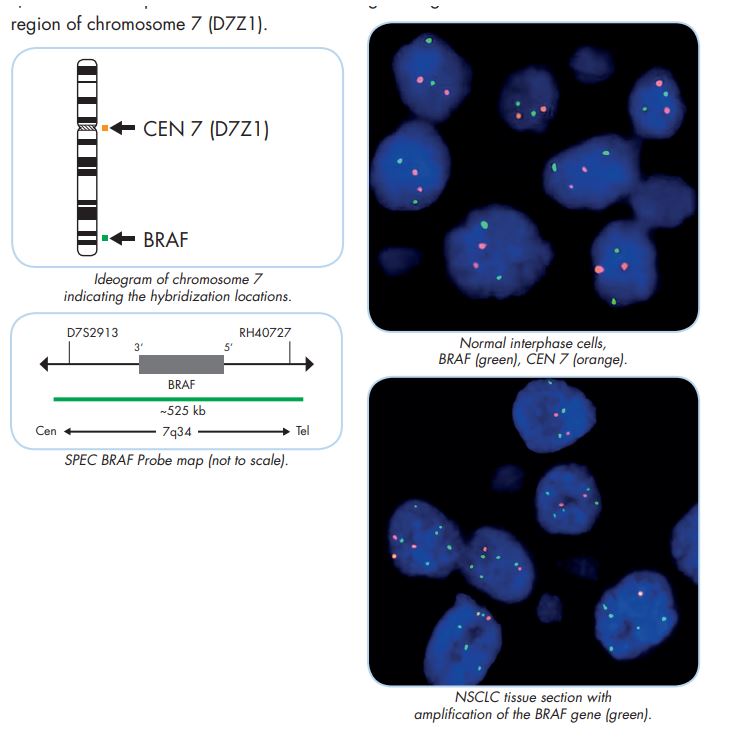 region of chromosome 7 (D7Z1).
CEN 7 (D7Z1)
BRAF
Ideogram of chromosome 7
indicating the hybridization locations.
D7S2913
RH40727
3’
5’
BRAF
~525 kb
Cen
7q34
Tel
SPEC BRAF Probe map (not to scale).
Normal interphase cells,
BRAF (green), CEN 7 (orange).
NSCLC tissue section with
amplification of the BRAF gene (green).